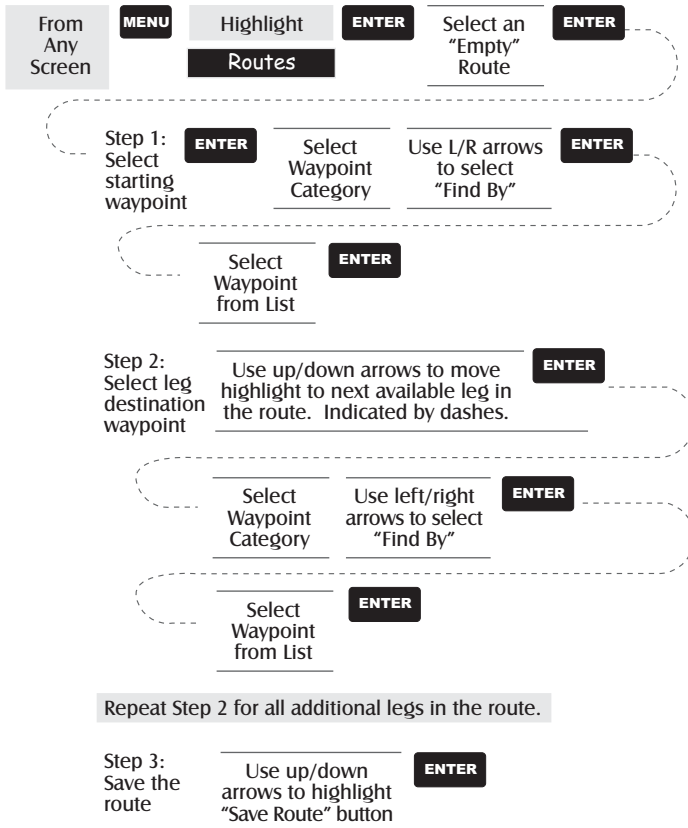 From
Any
Screen
MENU
Highlight
Routes
ENTER
Select an
“Empty”
Route
ENTER
Step 1:
Select
starting
waypoint
ENTER
Select
Waypoint
Category
Use L/R arrows
to select
“Find By”
ENTER
Select
Waypoint
from List
ENTER
Step 2:
Select leg
destination
waypoint
Use up/down arrows to move
highlight to next available leg in
the route.  Indicated by dashes.
ENTER
Select
Waypoint
Category
Use left/right
arrows to select
“Find By”
ENTER
Select
Waypoint
from List
ENTER
Repeat Step 2 for all additional legs in the route.
Step 3:
Save the
route
Use up/down
arrows to highlight
“Save Route” button
ENTER